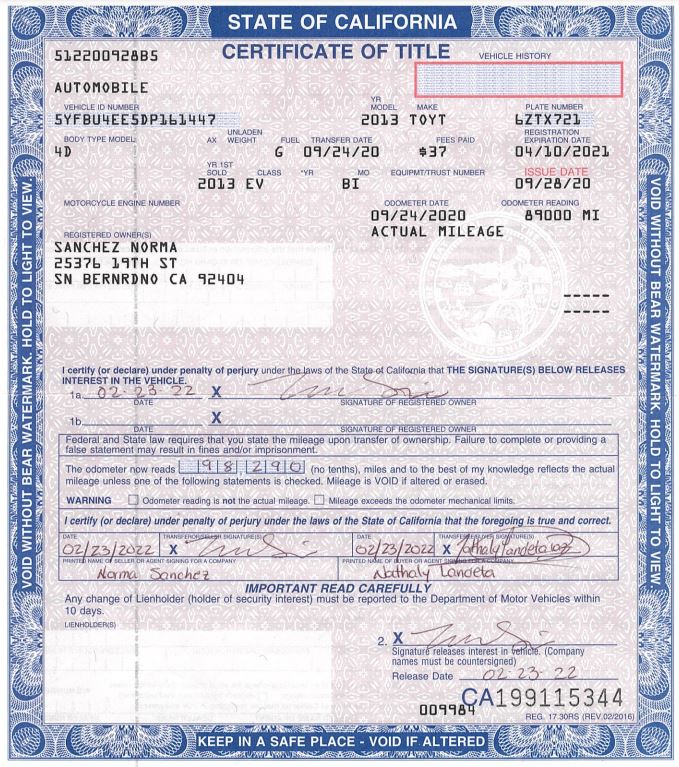 STATE OF CALIFORNIA
CERTIFICATE OF TITLE
VEHICLE HISTORY
51220092885
AUTOMOBILE
VEHICLE ID NUMBER YR MODEL MAKE PLATE NUMBER
5YFBU4EE5DP161447 2013 TOYT 6ZTX721
BODY TYPE MODEL AX UNLADEN WEIGHT FUEL TRANSFER DATE FEES PAID REGISTRATION EXPIRATION DATE
4D G 09/24/20 $37 04/10/2021
YR 1ST SOLD CLASS *YR MO EQUIPMT/TRUST NUMBER ISSUE DATE
2013 EV BI 09/28/20
MOTORCYCLE ENGINE NUMBER ODOMETER DATE ODOMETER READING
09/24/2020 89000 MI
ACTUAL MILEAGE
REGISTERED OWNER(S)
SANCHEZ NORMA
25376 19TH ST
SN BERNRDNO CA 92404
-----
-----
I certify (or declare) under penalty of perjury under the laws of the State of California that THE SIGNATURE(S) BELOW RELEASES
INTEREST IN THE VEHICLE.
1a. 02-23-22 X
DATE SIGNATURE OF REGISTERED OWNER
1b. X
DATE SIGNATURE OF REGISTERED OWNER
Federal and State law requires that you state the mileage upon transfer of ownership. Failure to complete or providing a
false statement may result in fines and/or imprisonment.
The odometer now reads 98,290 (no tenths), miles and to the best of my knowledge reflects the actual
mileage unless one of the following statements is checked. Mileage is VOID if altered or erased.
WARNING Odometer reading is not the actual mileage. Mileage exceeds the odometer mechanical limits.
I certify (or declare) under penalty of perjury under the laws of the State of California that the foregoing is true and correct.
DATE TRANSFEROR/SELLER SIGNATURE(S) DATE TRANSFEREE/BUYER SIGNATURE(S)
02/23/2022 X 02/23/2022 X Nathaly Landeta
PRINTED NAME OF SELLER OR AGENT SIGNING FOR A COMPANY PRINTED NAME OF BUYER OR AGENT SIGNING FOR A COMPANY
Norma Sanchez Nathaly Landeta
IMPORTANT READ CAREFULLY
Any change of Lienholder (holder of security interest) must be reported to the Department of Motor Vehicles within
10 days.
LIENHOLDER(S)
2. X
Signature releases interest in vehicle. (Company
names must be countersigned)
Release Date 02-23-22
CA199115344
009984
REG. 17.30RS (REV.02/2016)
KEEP IN A SAFE PLACE - VOID IF ALTERED
VOID WITHOUT BEAR WATERMARK. HOLD TO LIGHT TO VIEW
VOID WITHOUT BEAR WATERMARK. HOLD TO LIGHT TO VIEW